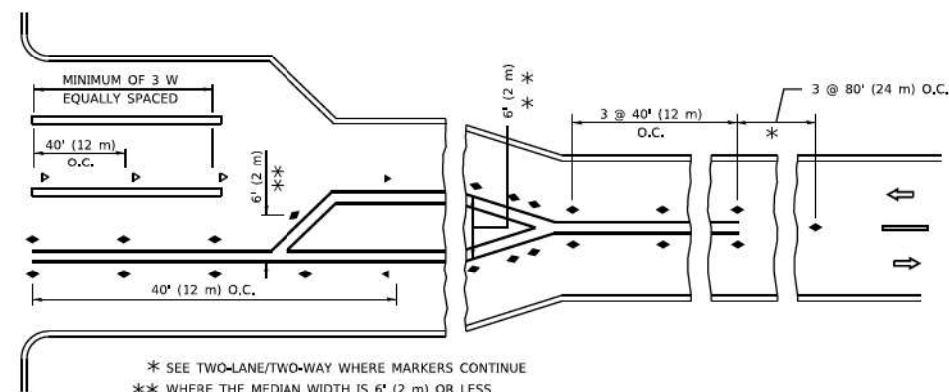 MINIMUM OF 3 W
EQUALLY SPACED
40' (12 m)
O.C.
6' (2 m)
**
6' (2 m)
**
3 @ 40' (12 m)
O.C.
3 @ 80' (24 m) O.C.
*
40' (12 m) O.C.
* SEE TWO-LANE/TWO-WAY WHERE MARKERS CONTINUE
** WHERE THE MEDIAN WIDTH IS 6' (2 m) OR LESS